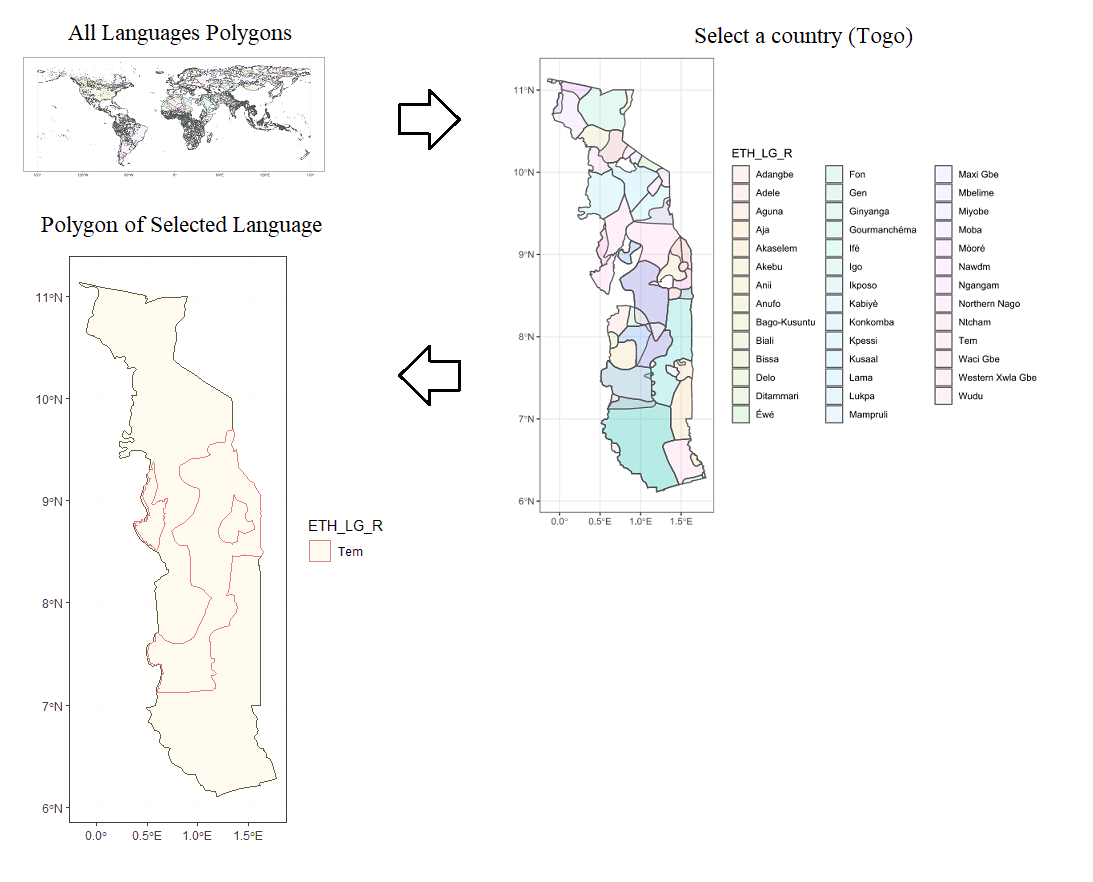 All Languages Polygons
Select a country (Togo)
11°N
10°N
9°N
8°N
7°N
6°N
0.0°
0.5°E
1.0°E
1.5°E
ETH_LG_R
Adangbe
Adele
Aguna
Aja
Akaselem
Akebu
Anii
Anufo
Bago-Kusuntu
Biali
Bissa
Delo
Ditammari
Éwé
Fon
Gen
Ginyanga
Gourmanchéma
Ifè
Igo
Ikposo
Kabiyè
Konkomba
Kpessi
Kusaal
Lama
Lukpa
Mampruli
Maxi Gbe
Mbelime
Miyobe
Moba
Mòoré
Nawdm
Ngangam
Northern Nago
Ntcham
Tem
Waci Gbe
Western Xwla Gbe
Wudu
Polygon of Selected Language
11°N
10°N
9°N
8°N
7°N
6°N
0.0°
0.5°E
1.0°E
1.5°E
ETH_LG_R
Tem